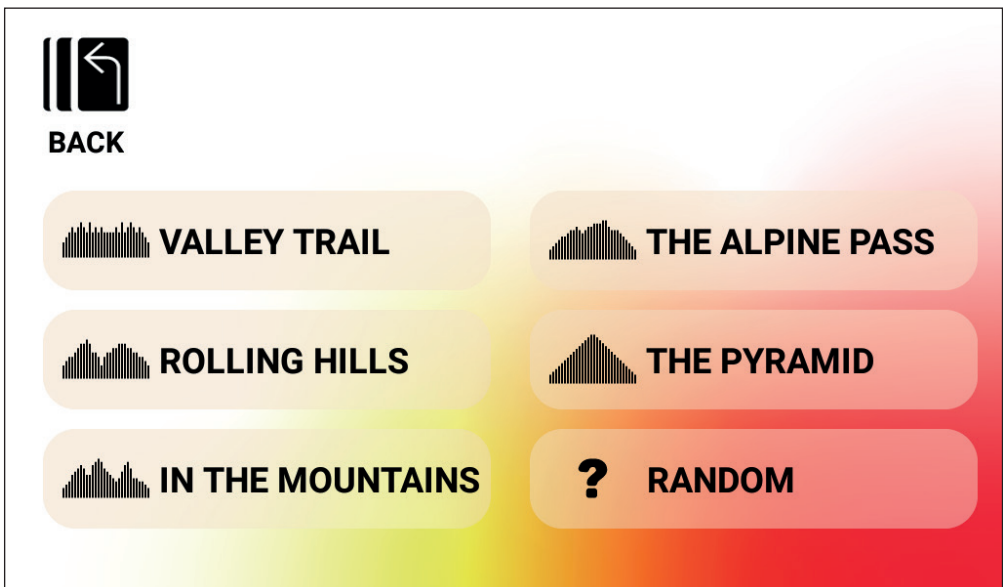 BACK
VALLEY TRAIL
THE ALPINE PASS
ROLLING HILLS
THE PYRAMID
IN THE MOUNTAINS
? RANDOM